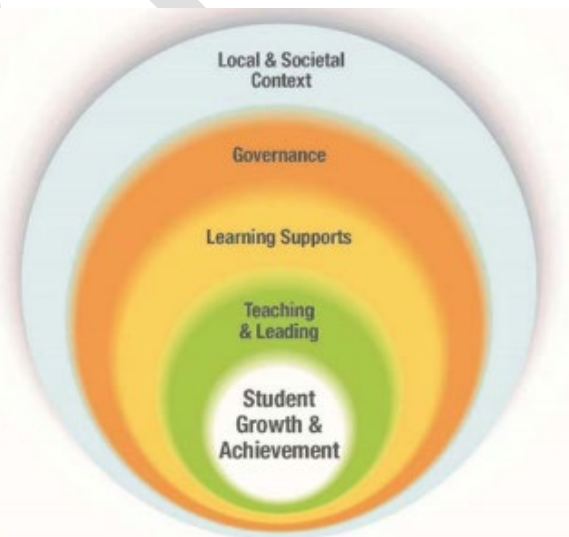 Local & Societal
Context
Governance
Learning Supports
Teaching
& Leading
Student
Growth &
Achievement